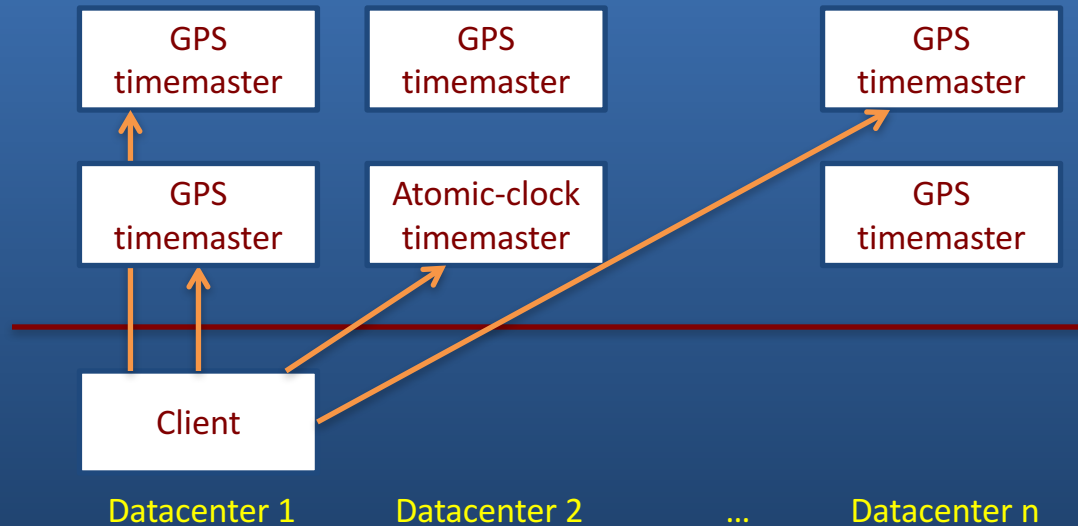 GPS
timemaster
GPS
timemaster
GPS
timemaster
GPS
timemaster
Atomic-clock
timemaster
GPS
timemaster
Client
Datacenter 1
Datacenter 2
...
Datacenter n